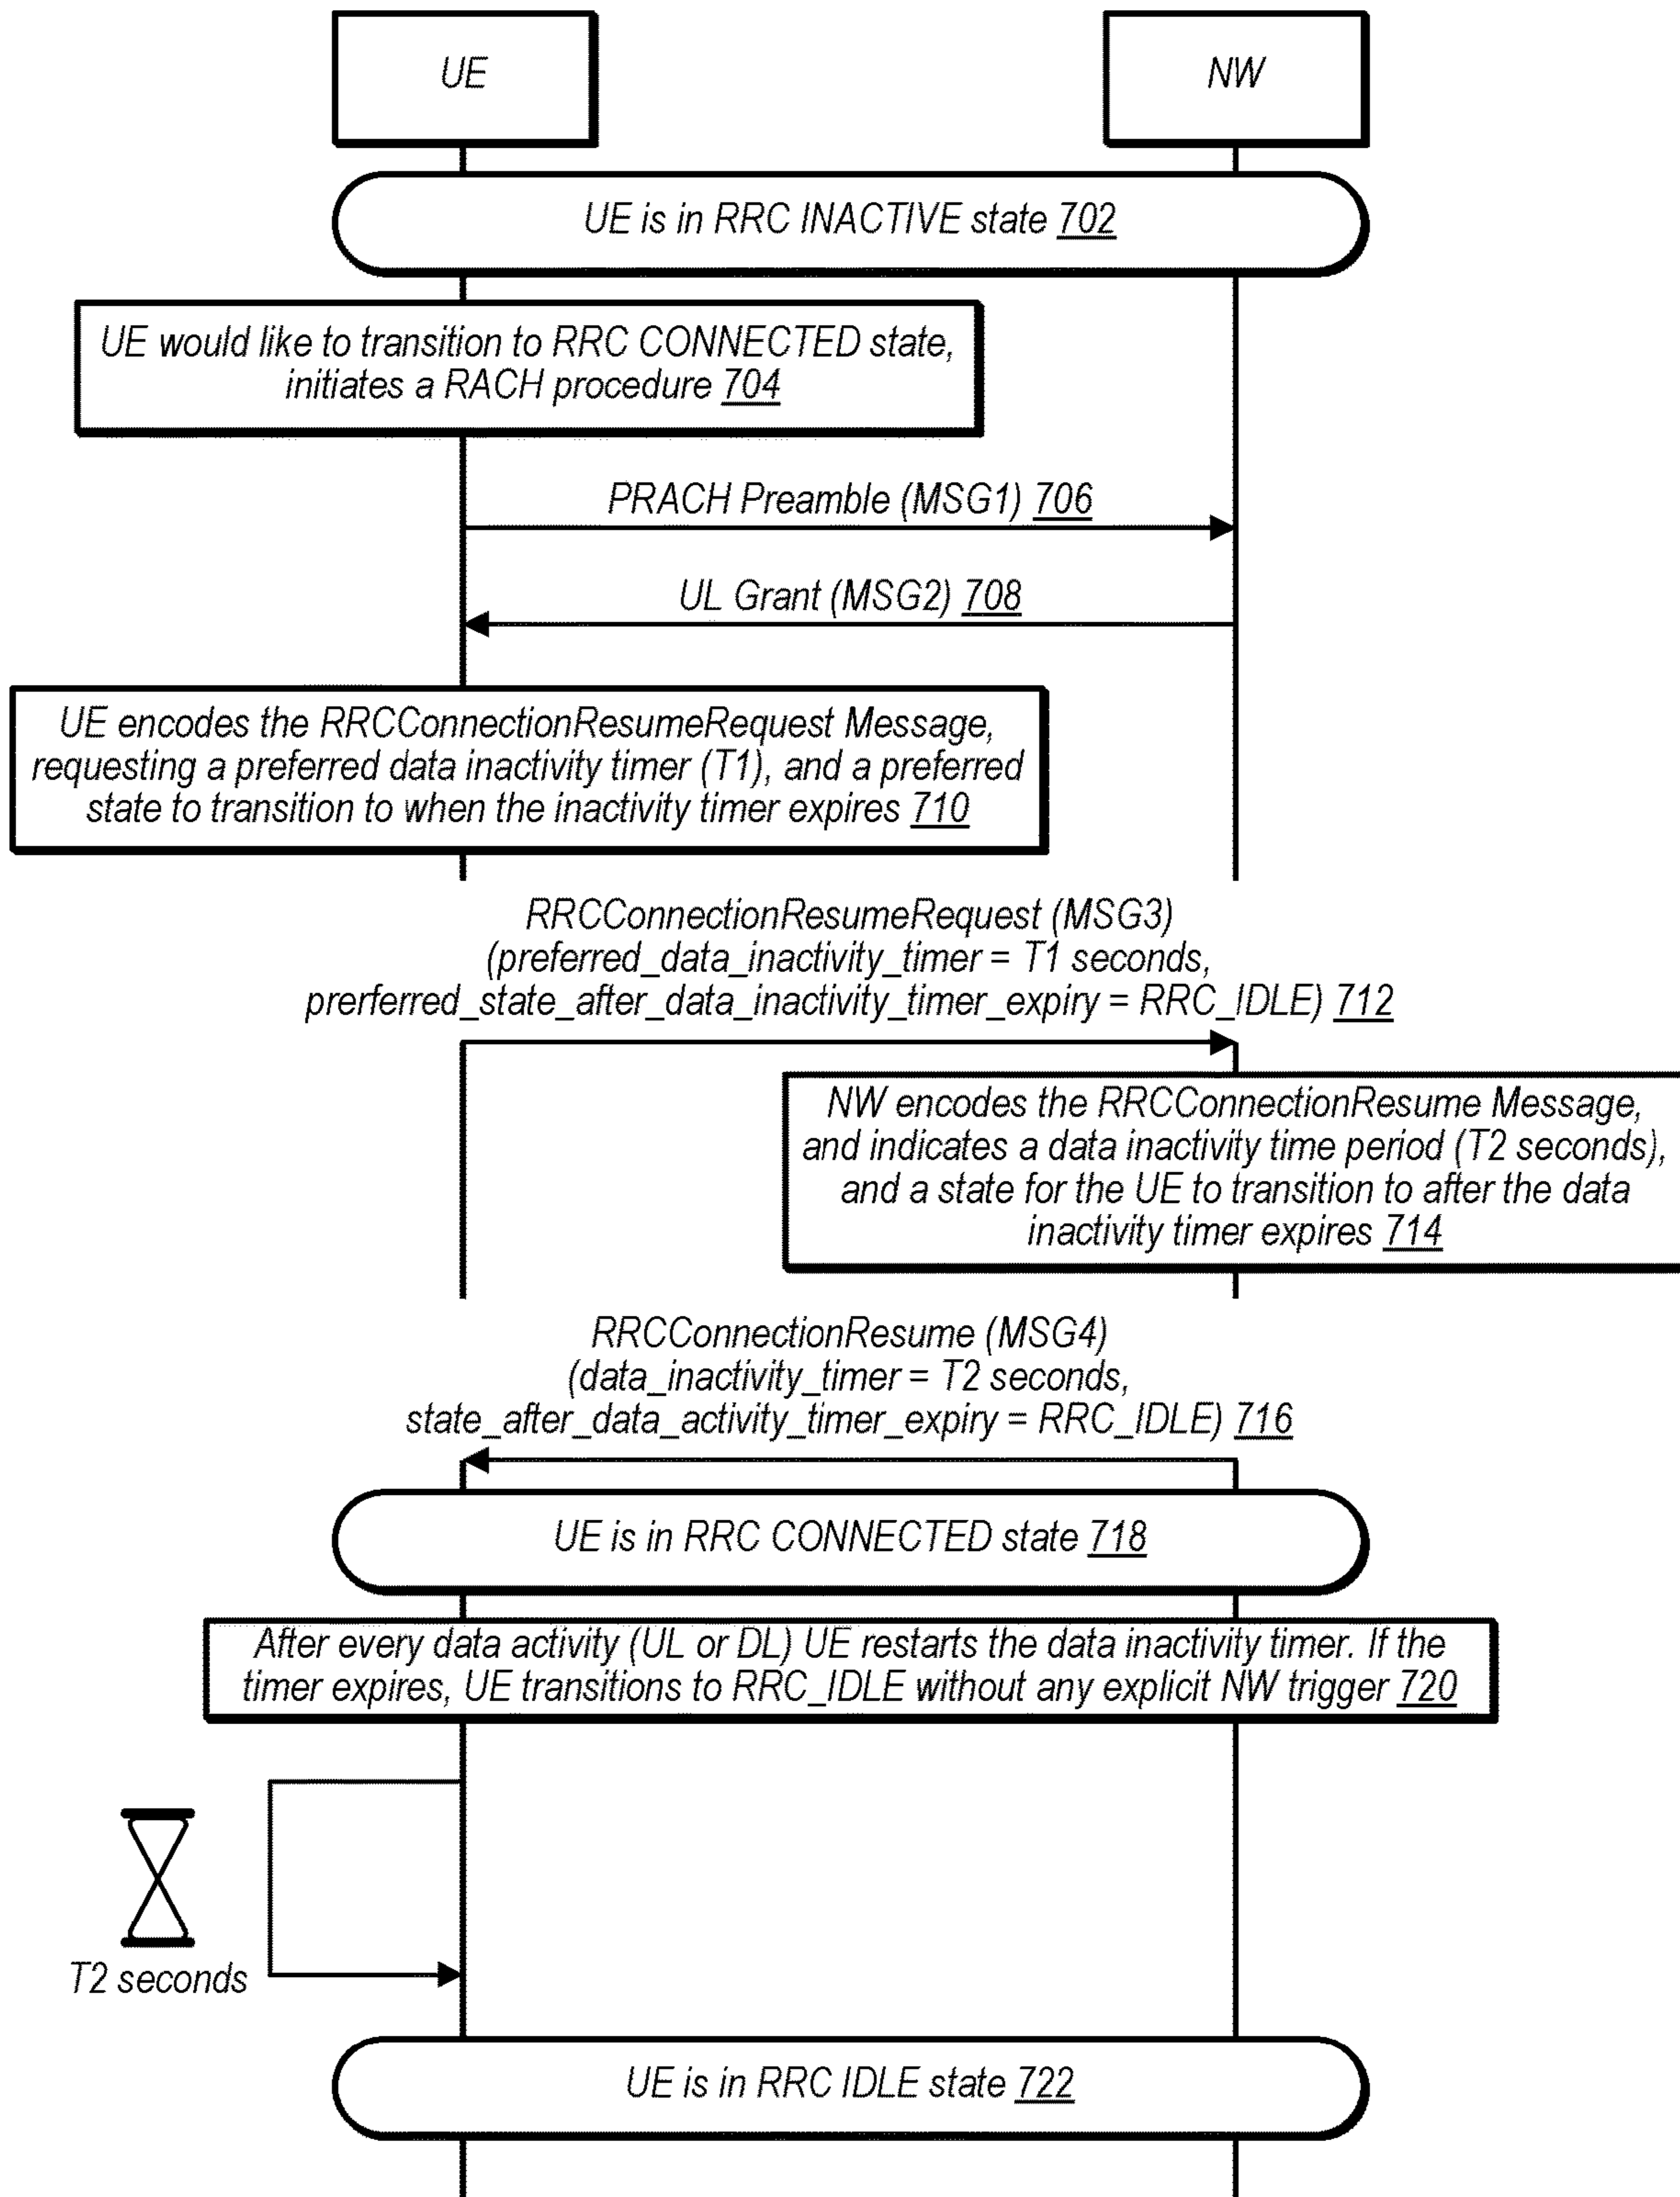 UE
NW
UE is in RRC INACTIVE state 702
UE would like to transition to RRC CONNECTED state,
initiates a RACH procedure 704
PRACH Preamble (MSG1) 706
UL Grant (MSG2) 708
UE encodes the RRCConnectionResumeRequest Message,
requesting a preferred data inactivity timer (T1), and a preferred
state to transition to when the inactivity timer expires 710
RRCConnectionResumeRequest (MSG3)
(preferred_data_inactivity_timer = T1 seconds,
prerferred_state_after_data_inactivity_timer_expiry = RRC_IDLE) 712
NW encodes the RRCConnectionResume Message,
and indicates a data inactivity time period (T2 seconds),
and a state for the UE to transition to after the data
inactivity timer expires 714
RRCConnectionResume (MSG4)
(data_inactivity_timer = T2 seconds,
state_after_data_activity_timer_expiry = RRC_IDLE) 716
UE is in RRC CONNECTED state 718
After every data activity (UL or DL) UE restarts the data inactivity timer. If the
timer expires, UE transitions to RRC_IDLE without any explicit NW trigger 720
T2 seconds
UE is in RRC IDLE state 722